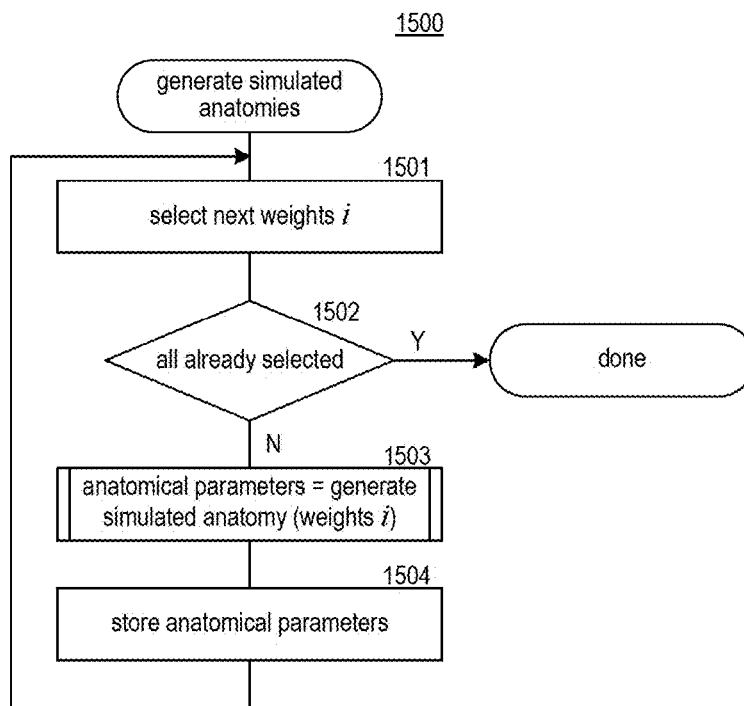 1500
generate simulated
anatomies
1501
select next weights i
1502
all already selected
Y
done
N
1503
anatomical parameters = generate
simulated anatomy (weights i)
1504
store anatomical parameters